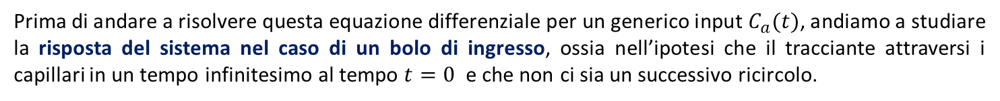 Prima di andare a risolvere questa equazione differenziale per un generico input $C_a(t)$, andiamo a studiare
la risposta del sistema nel caso di un bolo di ingresso, ossia nell’ipotesi che il tracciante attraversi i
capillari in un tempo infinitesimo al tempo $t = 0$ e che non ci sia un successivo ricircolo.